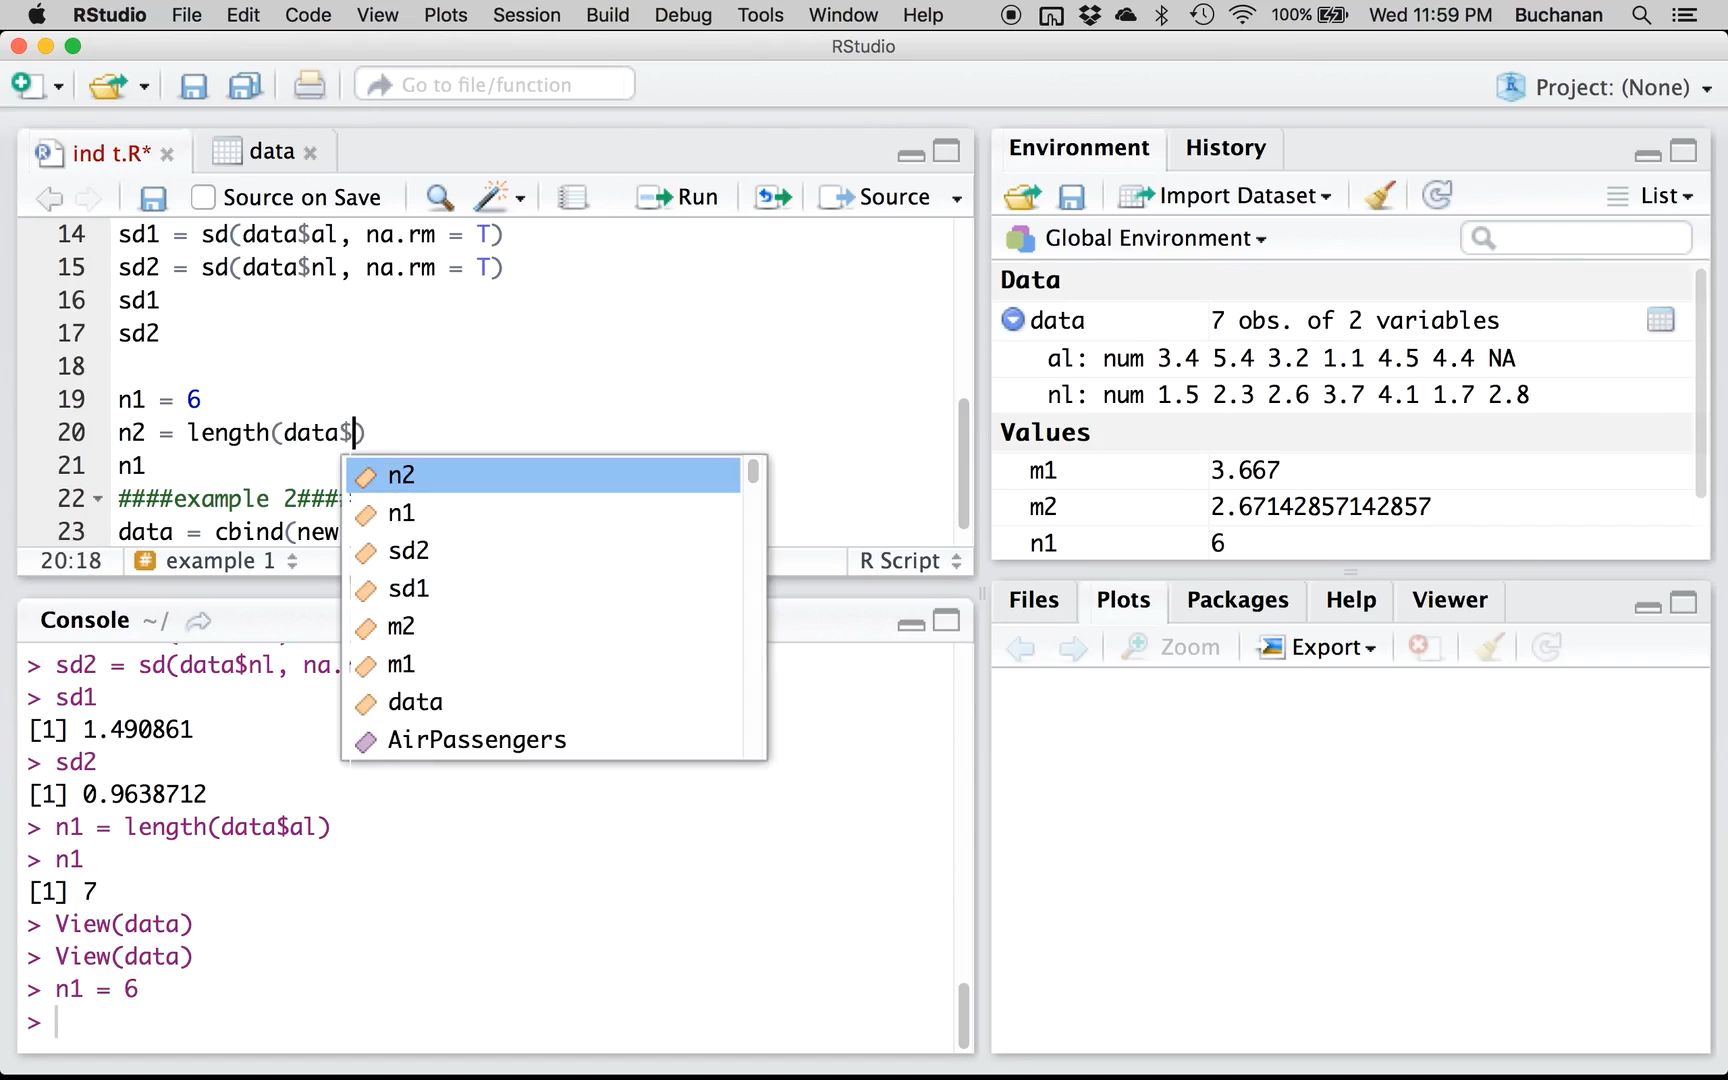 RStudio File Edit Code View Plots Session Build Debug Tools Window Help 100% Wed 11:59 PM Buchanan
RStudio
Go to file/function
Project: (None)
ind t.R*
data
Source on Save
Run
Source
14 sd1 = sd(data$al, na.rm = T)
15 sd2 = sd(data$nl, na.rm = T)
16 sd1
17 sd2
18
19 n1 = 6
20 n2 = length(data$)
21 n1
22 ####example 2###
23 data = cbind(new
n2
n1
sd2
sd1
m2
m1
data
AirPassengers
20:18 example 1 R Script
Console ~/
> sd2 = sd(data$nl, na.
> sd1
[1] 1.490861
> sd2
[1] 0.9638712
> n1 = length(data$al)
> n1
[1] 7
> View(data)
> View(data)
> n1 = 6
>
Environment History
Import Dataset
List
Global Environment
Data
data 7 obs. of 2 variables
al: num 3.4 5.4 3.2 1.1 4.5 4.4 NA
nl: num 1.5 2.3 2.6 3.7 4.1 1.7 2.8
Values
m1 3.667
m2 2.67142857142857
n1 6
Files Plots Packages Help Viewer
Zoom Export